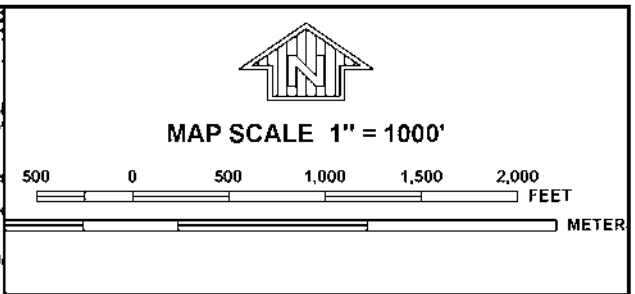 N
MAP SCALE 1" = 1000'
500 0 500 1,000 1,500 2,000
FEET
METER